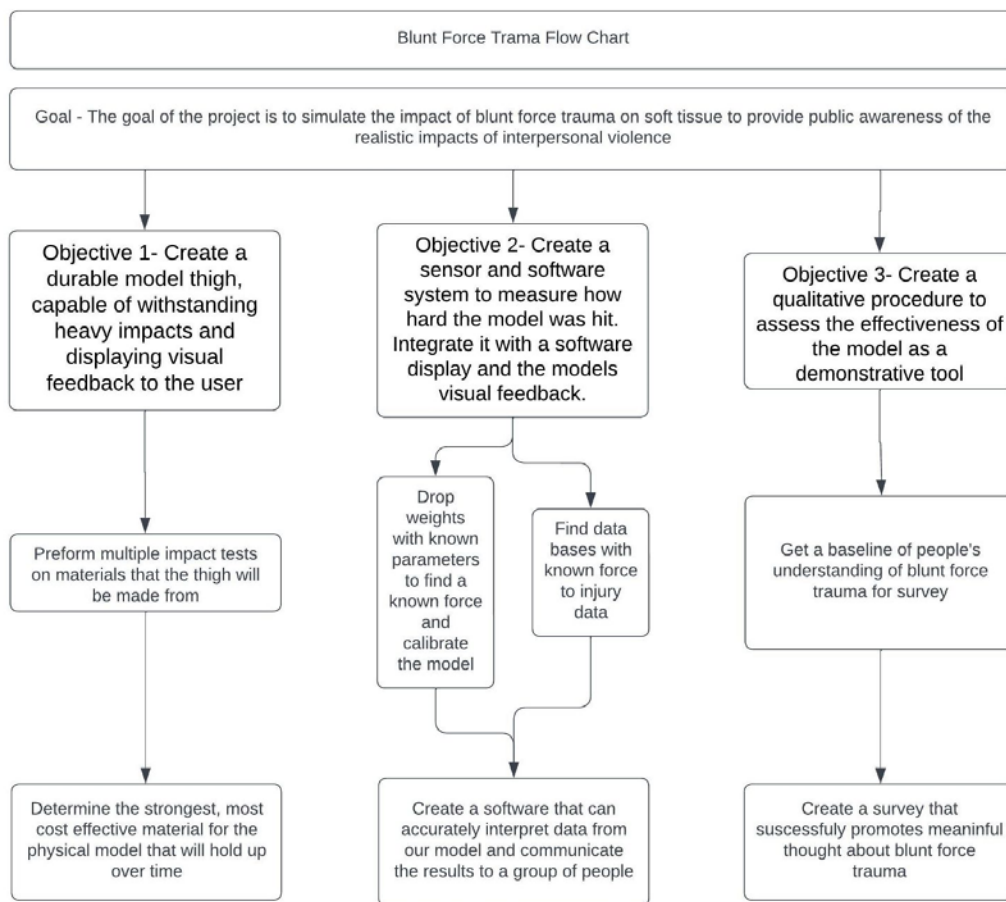 Blunt Force Trama Flow Chart
Goal - The goal of the project is to simulate the impact of blunt force trauma on soft tissue to provide public awareness of the
realistic impacts of interpersonal violence
Objective 1- Create a
durable model thigh,
capable of withstanding
heavy impacts and
displaying visual
feedback to the user
Objective 2- Create a
sensor and software
system to measure how
hard the model was hit.
Integrate it with a software
display and the models
visual feedback.
Objective 3- Create a
qualitative procedure to
assess the effectiveness of
the model as a
demonstrative tool
Preform multiple impact tests
on materials that the thigh will
be made from
Drop
weights
with known
parameters
to find a
known force
and
calibrate
the model
Find data
bases with
known force
to injury
data
Get a baseline of people's
understanding of blunt force
trauma for survey
Determine the strongest, most
cost effective material for the
physical model that will hold up
over time
Create a software that can
accurately interpret data from
our model and communicate
the results to a group of people
Create a survey that
suscessfuly promotes meaninful
thought about blunt force
trauma